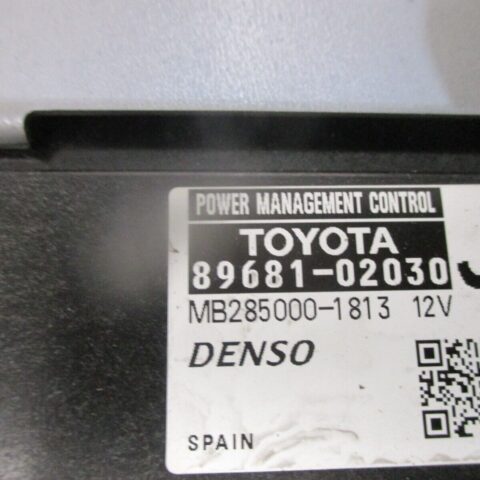 POWER MANAGEMENT CONTROL
TOYOTA
89681-02030
MB285000-1813 12V
DENSO
SPAIN